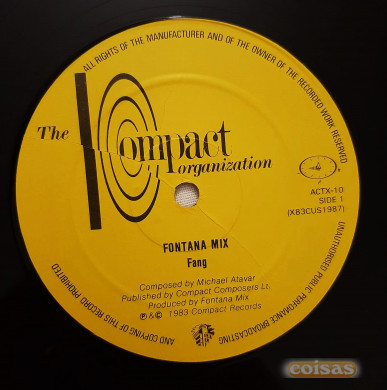 ALL RIGHTS OF THE MANUFACTURER AND OF THE OWNER OF THE RECORDED WORK RESERVED
The Compact
organization
ACTX-10
SIDE 1
(X83CUS1987)
FONTANA MIX
Fang
Composed by Michael Atavar
Published by Compact Composers Lt.
Produced by Fontana Mix
℗&© 1983 Compact Records
UNAUTHORISED PUBLIC PERFORMANCE BROADCASTING
AND COPYING OF THIS RECORD PROHIBITED
coisas